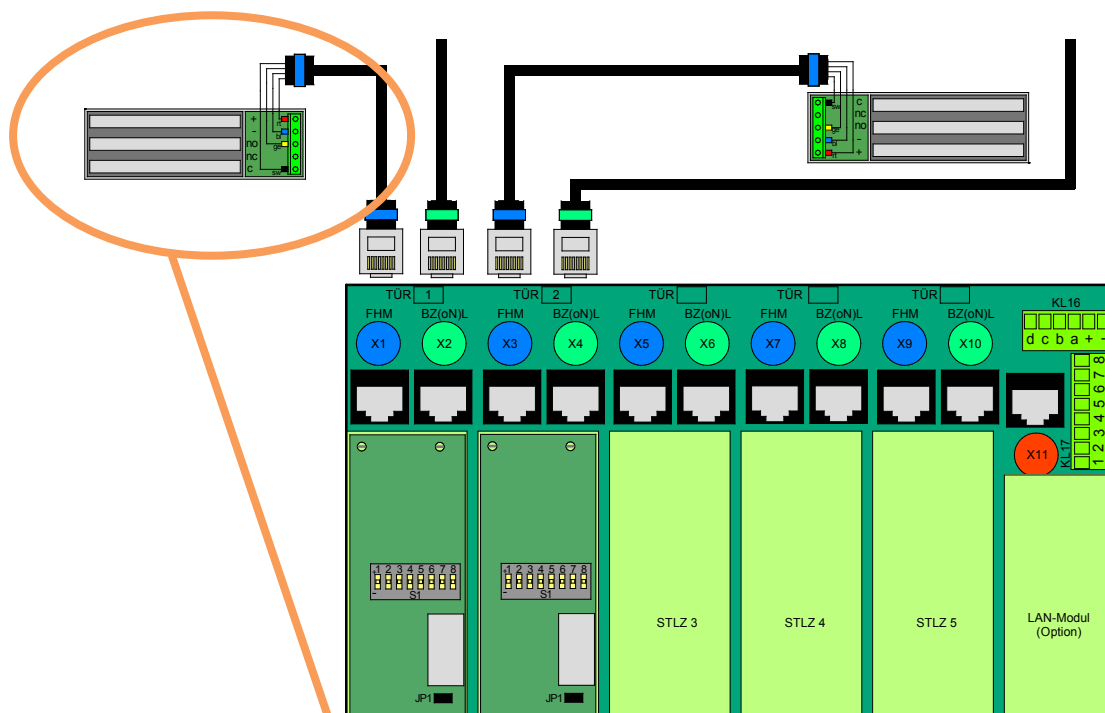 + rt
- bl
no ge
nc
c sw
sw c
nc
ge no
bl -
rt +
TÜR 1 TÜR 2 TÜR TÜR TÜR
KL16
FHM BZ(oN)L FHM BZ(oN)L FHM BZ(oN)L FHM BZ(oN)L FHM BZ(oN)L
X1 X2 X3 X4 X5 X6 X7 X8 X9 X10
d c b a + -
8
7
6
5
4
3
2
1
KL17
X11
+ 1 2 3 4 5 6 7 8
- S1
+ 1 2 3 4 5 6 7 8
- S1
STLZ 3
STLZ 4
STLZ 5
LAN-Modul
(Option)
JP1
JP1